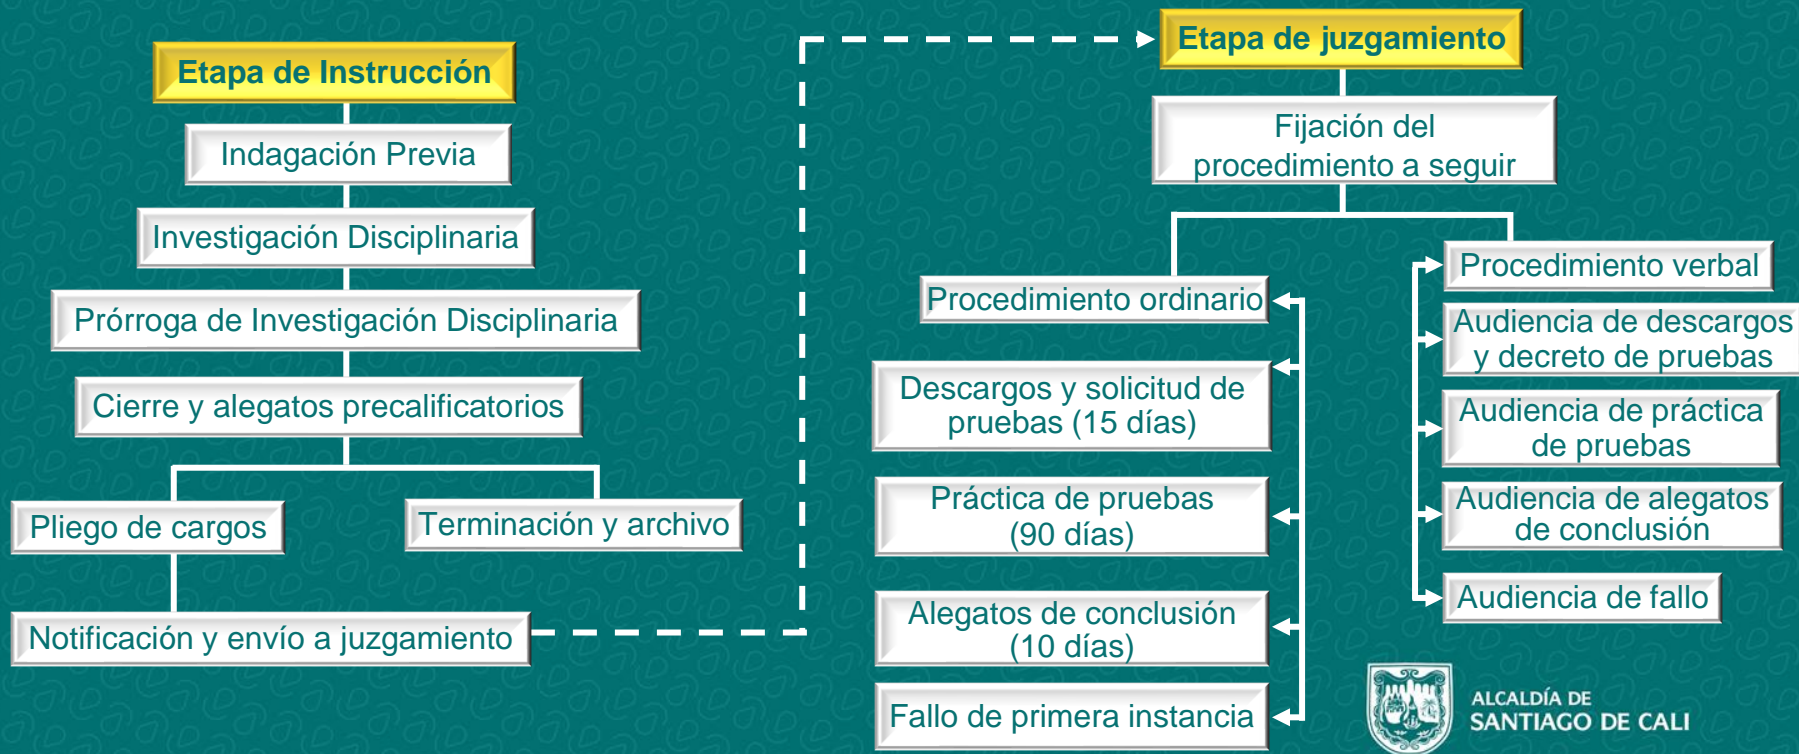 Etapa de Instrucción
Indagación Previa
Investigación Disciplinaria
Prórroga de Investigación Disciplinaria
Cierre y alegatos precalificatorios
Pliego de cargos
Terminación y archivo
Notificación y envío a juzgamiento
Etapa de juzgamiento
Fijación del
procedimiento a seguir
Procedimiento ordinario
Descargos y solicitud de
pruebas (15 días)
Práctica de pruebas
(90 días)
Alegatos de conclusión
(10 días)
Fallo de primera instancia
Procedimiento verbal
Audiencia de descargos
y decreto de pruebas
Audiencia de práctica
de pruebas
Audiencia de alegatos
de conclusión
Audiencia de fallo
ALCALDÍA DE
SANTIAGO DE CALI